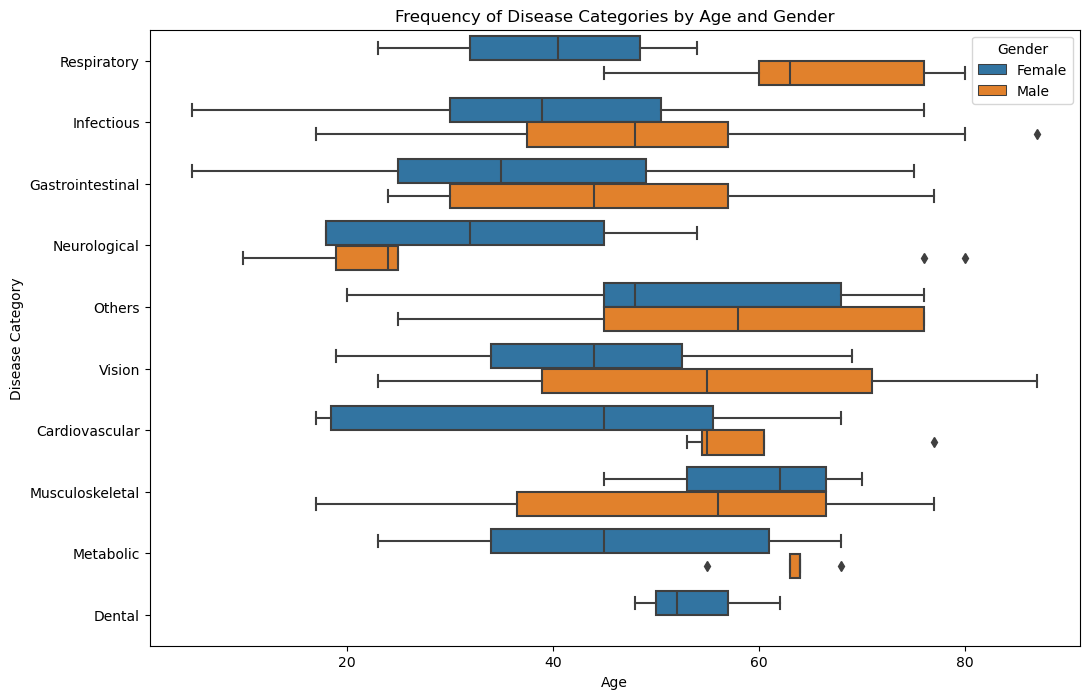 Frequency of Disease Categories by Age and Gender
Gender
Female
Male
Disease Category
Respiratory
Infectious
Gastrointestinal
Neurological
Others
Vision
Cardiovascular
Musculoskeletal
Metabolic
Dental
20 40 60 80
Age